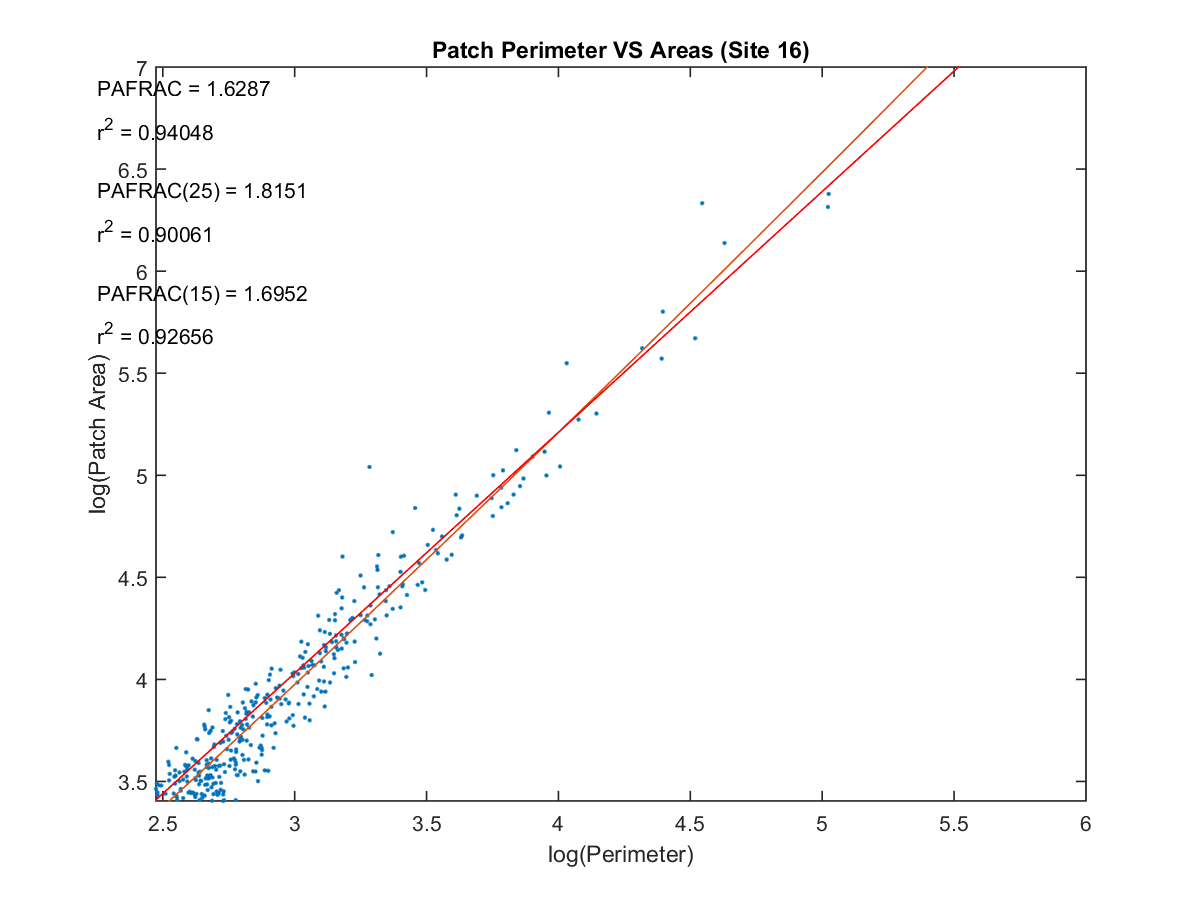 Patch Perimeter VS Areas (Site 16)
7
PAFRAC = 1.6287
r² = 0.94048
6.5
PAFRAC(25) = 1.8151
r² = 0.90061
6
PAFRAC(15) = 1.6952
r² = 0.92656
5.5
5
4.5
4
3.5
log(Patch Area)
2.5 3 3.5 4 4.5 5 5.5 6
log(Perimeter)